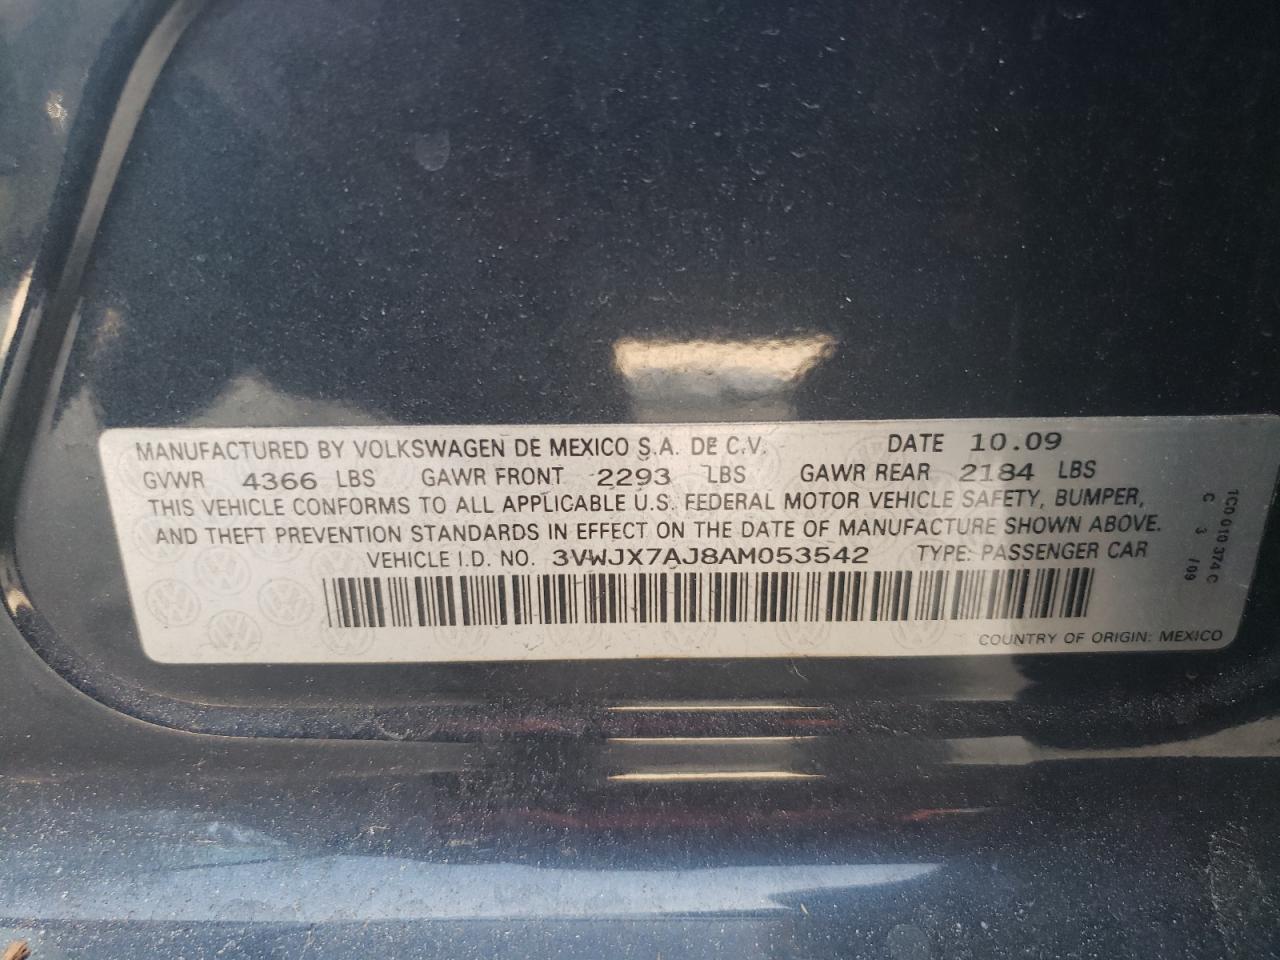 MANUFACTURED BY VOLKSWAGEN DE MEXICO S.A. DE C.V. DATE 10.09
GVWR 4366 LBS GAWR FRONT 2293 LBS GAWR REAR 2184 LBS
THIS VEHICLE CONFORMS TO ALL APPLICABLE U.S. FEDERAL MOTOR VEHICLE SAFETY, BUMPER,
AND THEFT PREVENTION STANDARDS IN EFFECT ON THE DATE OF MANUFACTURE SHOWN ABOVE.
VEHICLE I.D. NO. 3VWJX7AJ8AM053542 TYPE: PASSENGER CAR
COUNTRY OF ORIGIN: MEXICO
1C0 010 374 C
C 3 /09